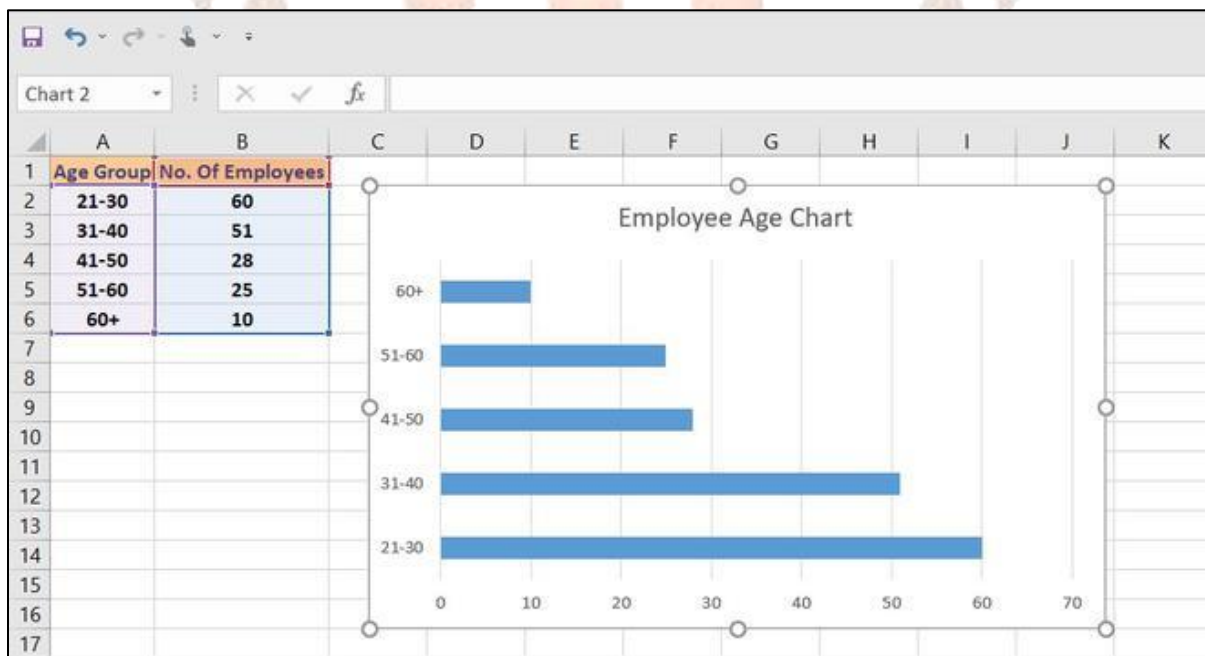 Chart 2
fx
A B C D E F G H I J K
1 Age Group No. Of Employees
2 21-30 60
3 31-40 51
4 41-50 28
5 51-60 25
6 60+ 10
7
8
9
10
11
12
13
14
15
16
17
Employee Age Chart
60+
51-60
41-50
31-40
21-30
0 10 20 30 40 50 60 70